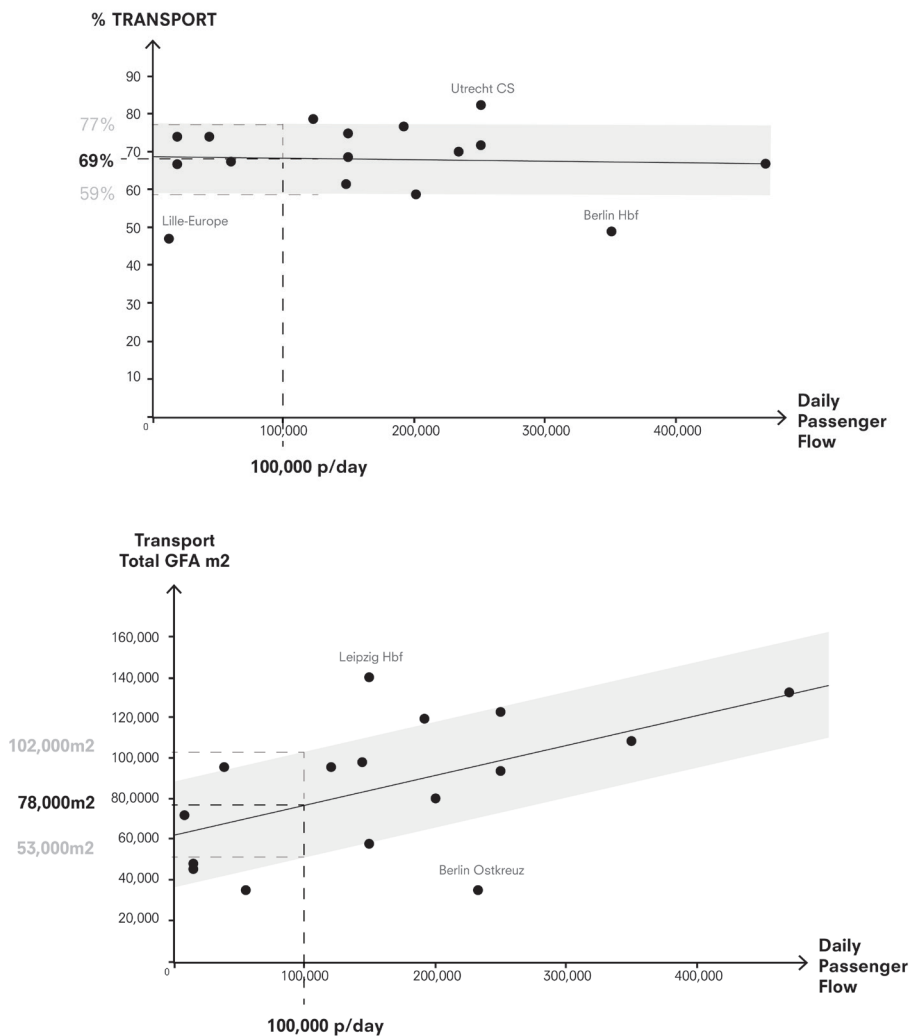 % TRANSPORT
90
80
Utrecht CS
77%
70
69%
60
59%
Lille-Europe
Berlin Hbf
50
40
30
20
10
0
100,000
200,000
300,000
400,000
Daily
Passenger
Flow
100,000 p/day
Transport
Total GFA m2
160,000
Leipzig Hbf
140,000
120,000
102,000m2
100,000
78,000m2
80,0000
60,000
53,000m2
Berlin Ostkreuz
40,000
20,000
0
100,000
200,000
300,000
400,000
Daily
Passenger
Flow
100,000 p/day